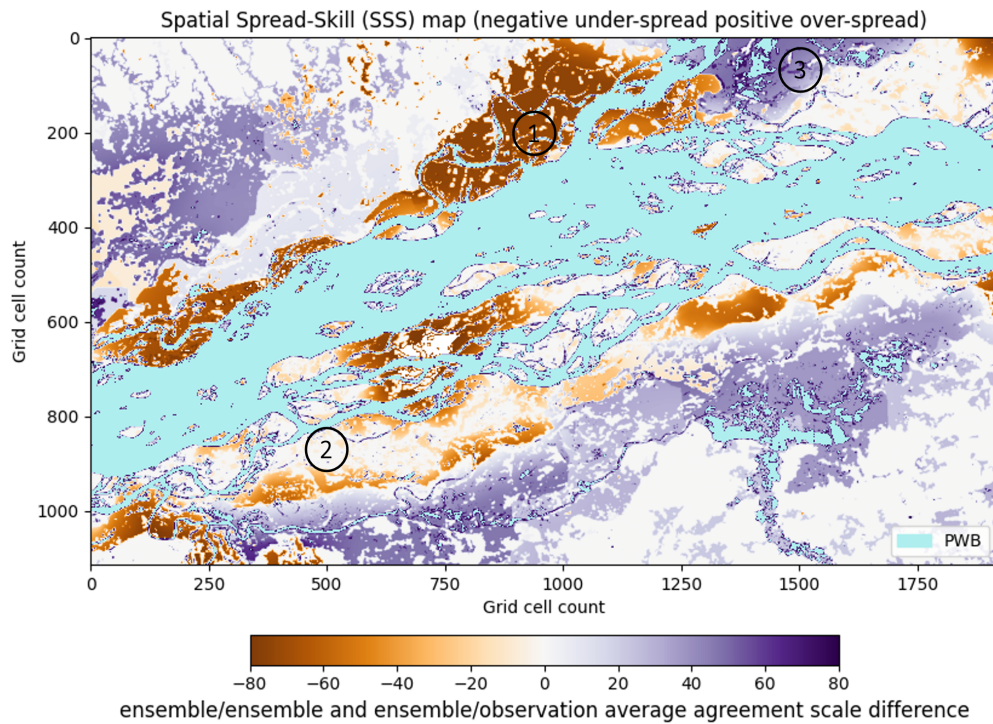 Spatial Spread-Skill (SSS) map (negative under-spread positive over-spread)
0
200
400
600
800
1000
Grid cell count
1
2
3
PWB
0 250 500 750 1000 1250 1500 1750
Grid cell count
−80 −60 −40 −20 0 20 40 60 80
ensemble/ensemble and ensemble/observation average agreement scale difference